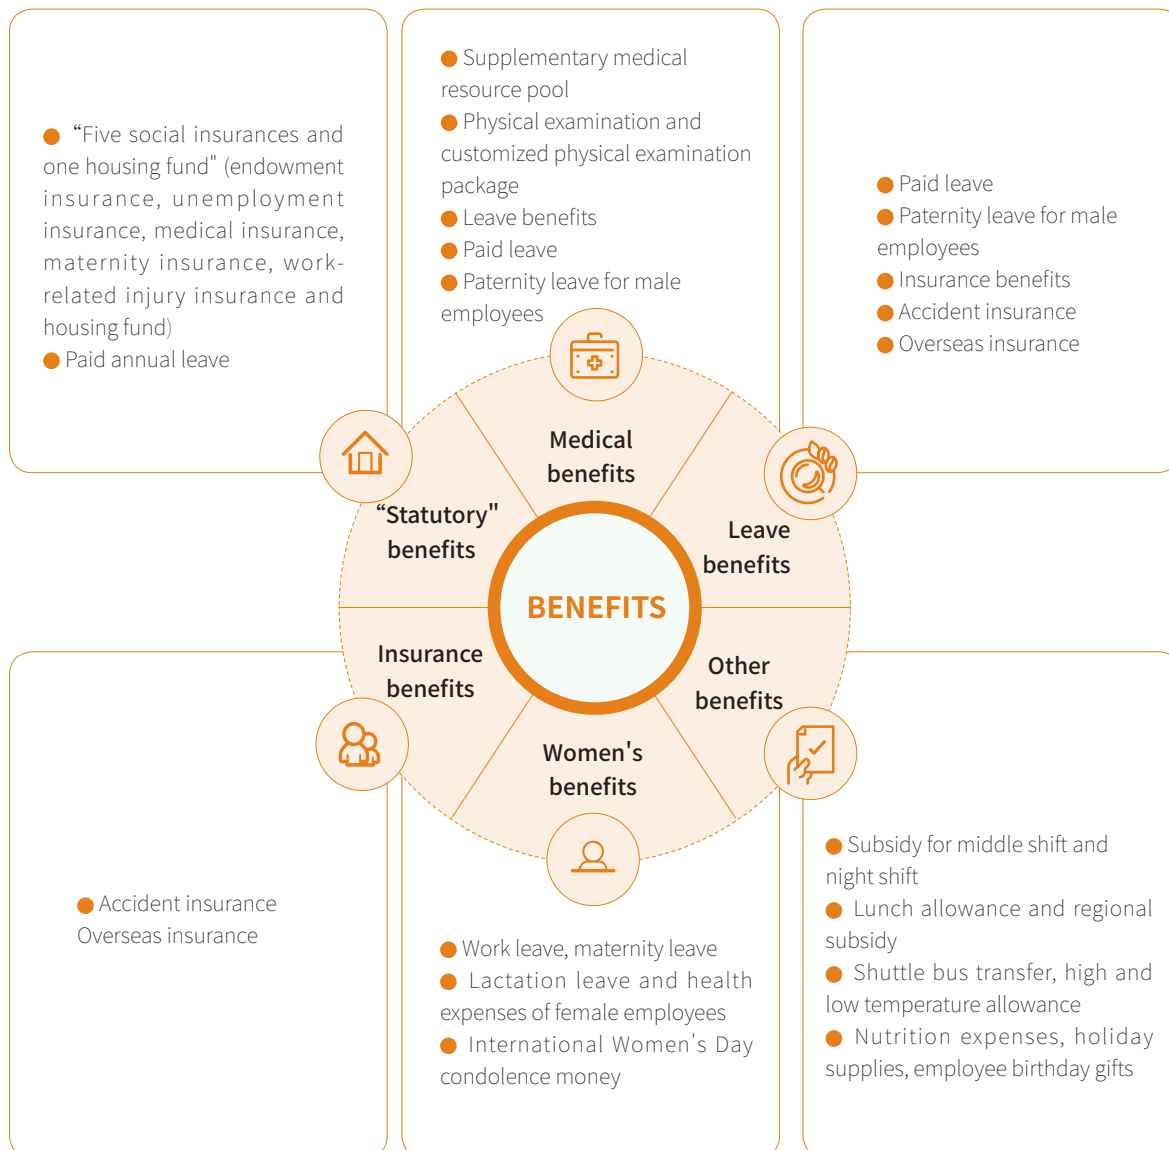 ● “Five social insurances and
one housing fund" (endowment
insurance, unemployment
insurance, medical insurance,
maternity insurance, work-
related injury insurance and
housing fund)
● Paid annual leave
● Supplementary medical
resource pool
● Physical examination and
customized physical examination
package
● Leave benefits
● Paid leave
● Paternity leave for male
employees
● Paid leave
● Paternity leave for male
employees
● Insurance benefits
● Accident insurance
● Overseas insurance
Medical
benefits
“Statutory"
benefits
Leave
benefits
BENEFITS
Insurance
benefits
Other
benefits
Women's
benefits
● Accident insurance
Overseas insurance
● Work leave, maternity leave
● Lactation leave and health
expenses of female employees
● International Women's Day
condolence money
● Subsidy for middle shift and
night shift
● Lunch allowance and regional
subsidy
● Shuttle bus transfer, high and
low temperature allowance
● Nutrition expenses, holiday
supplies, employee birthday gifts